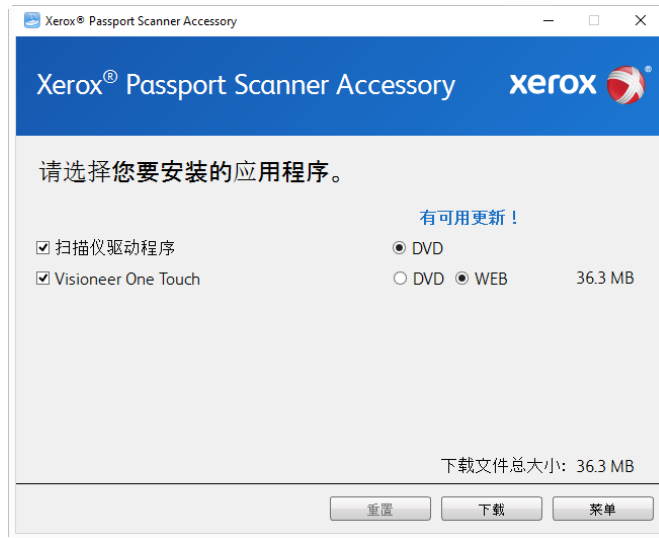 Xerox® Passport Scanner Accessory
Xerox® Passport Scanner Accessory
xerox ®
请选择您要安装的应用程序。
有可用更新！
扫描仪驱动程序 DVD
Visioneer One Touch DVD WEB 36.3 MB
下载文件总大小: 36.3 MB
重置 下载 菜单